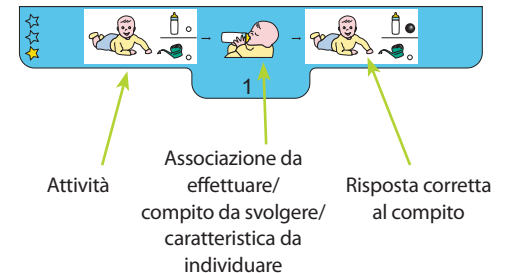 1
Attività
Associazione da
effettuare/
compito da svolgere/
caratteristica da
individuare
Risposta corretta
al compito